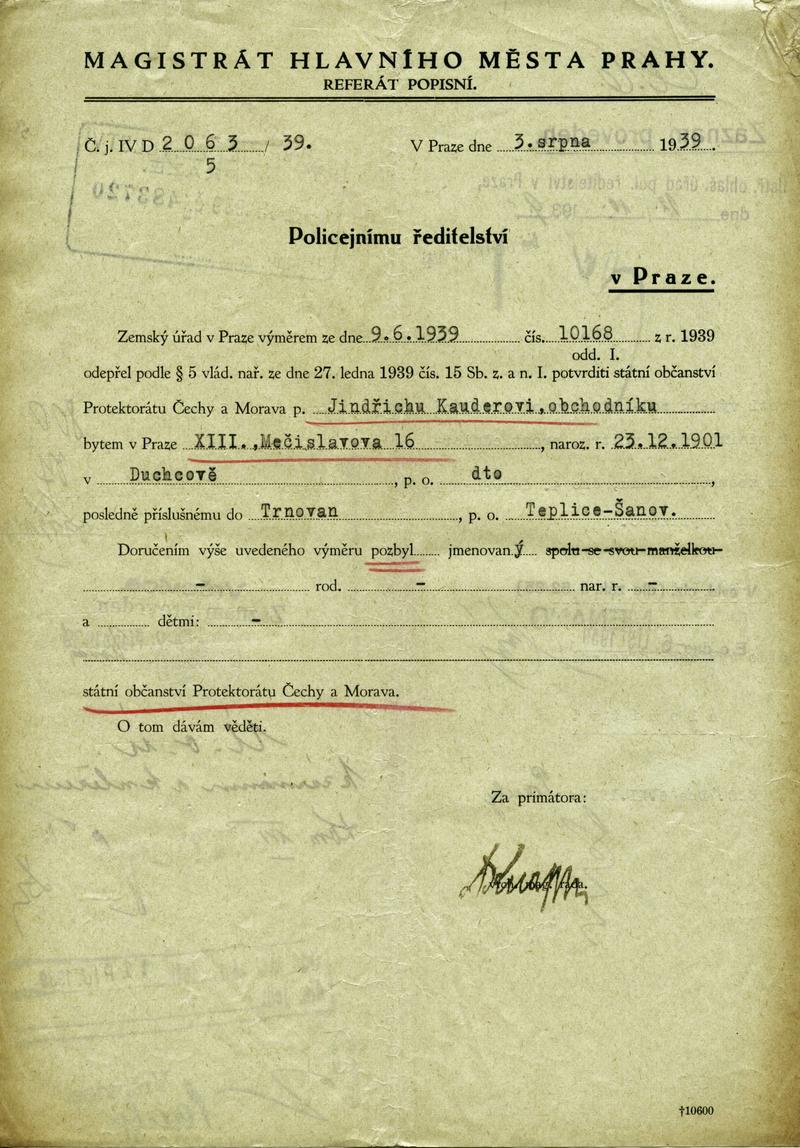 MAGISTRÁT HLAVNÍHO MĚSTA PRAHY.
REFERÁT POPISNÍ.
Č. j. IV D 2 0 6 3 / 39. V Praze dne 3. srpna 1939.
5
Policejnímu ředitelství
v Praze.
Zemský úřad v Praze výměrem ze dne 9.6.1939 čís. 10168 z r. 1939
odd. I.
odepřel podle § 5 vlád. nař. ze dne 27. ledna 1939 čís. 15 Sb. z. a n. I. potvrditi státní občanství
Protektorátu Čechy a Morava p. Jindřichu Kauderovi, obchodníku
bytem v Praze XIII., Mečislavova 16, naroz. r. 23.12.1901
v Duchcově, p. o. dto,
posledně příslušnému do Trnovan, p. o. Teplice-Šanov.
Doručením výše uvedeného výměru pozbyl jmenovaný spolu se svou manželkou
- rod. - nar. r. -
a dětmi: -
státní občanství Protektorátu Čechy a Morava.
O tom dávám věděti.
Za primátora:
†10600